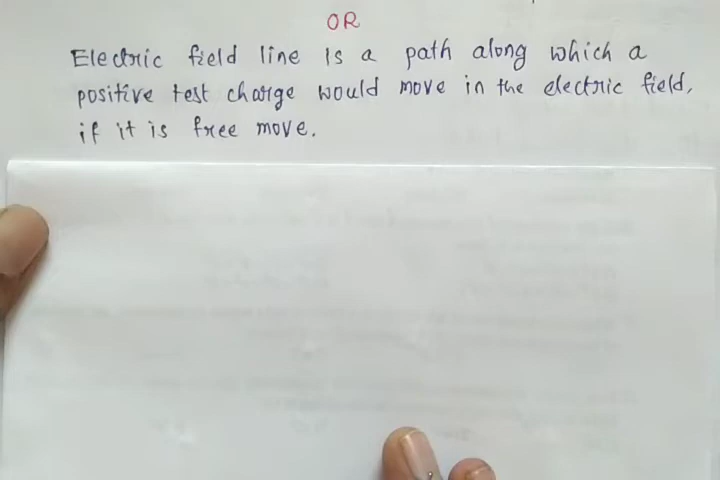 OR
Electric field line is a path along which a
positive test charge would move in the electric field,
if it is free move.